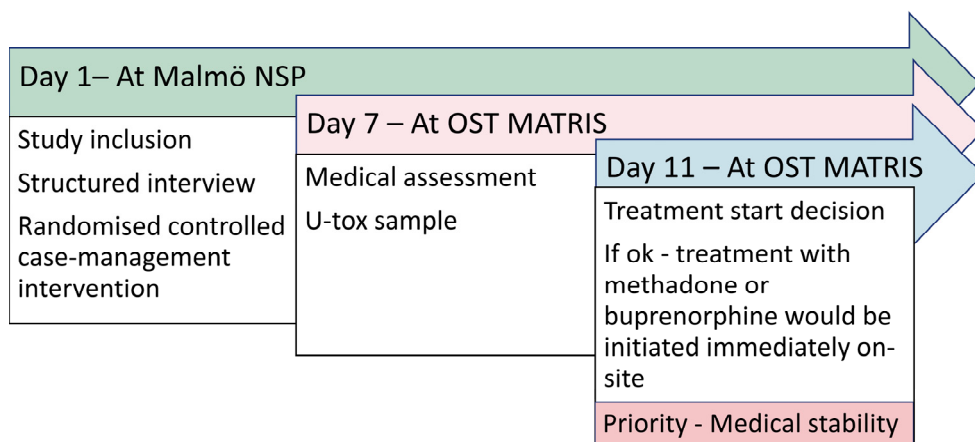 Day 1– At Malmö NSP
Study inclusion
Structured interview
Randomised controlled
case-management
intervention
Day 7 – At OST MATRIS
Medical assessment
U-tox sample
Day 11 – At OST MATRIS
Treatment start decision
If ok - treatment with
methadone or
buprenorphine would be
initiated immediately on-
site
Priority - Medical stability